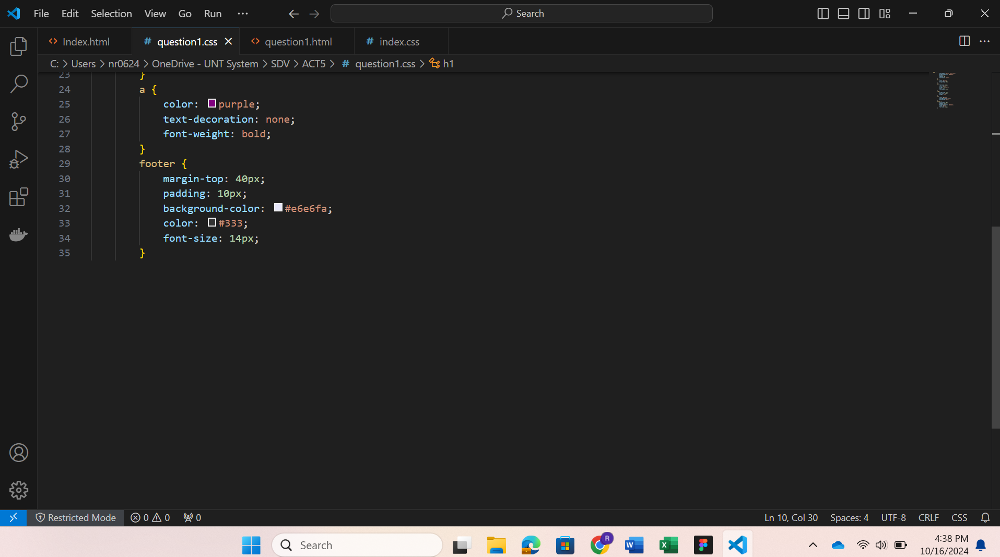 File Edit Selection View Go Run ··· Search
Index.html # question1.css question1.html # index.css
C: > Users > nr0624 > OneDrive - UNT System > SDV > ACT5 > # question1.css > h1
23 }
24 a {
25 color: purple;
26 text-decoration: none;
27 font-weight: bold;
28 }
29 footer {
30 margin-top: 40px;
31 padding: 10px;
32 background-color: #e6e6fa;
33 color: #333;
34 font-size: 14px;
35 }
Restricted Mode 0 0 0 Ln 10, Col 30 Spaces: 4 UTF-8 CRLF CSS
Search R W X 4:38 PM
10/16/2024